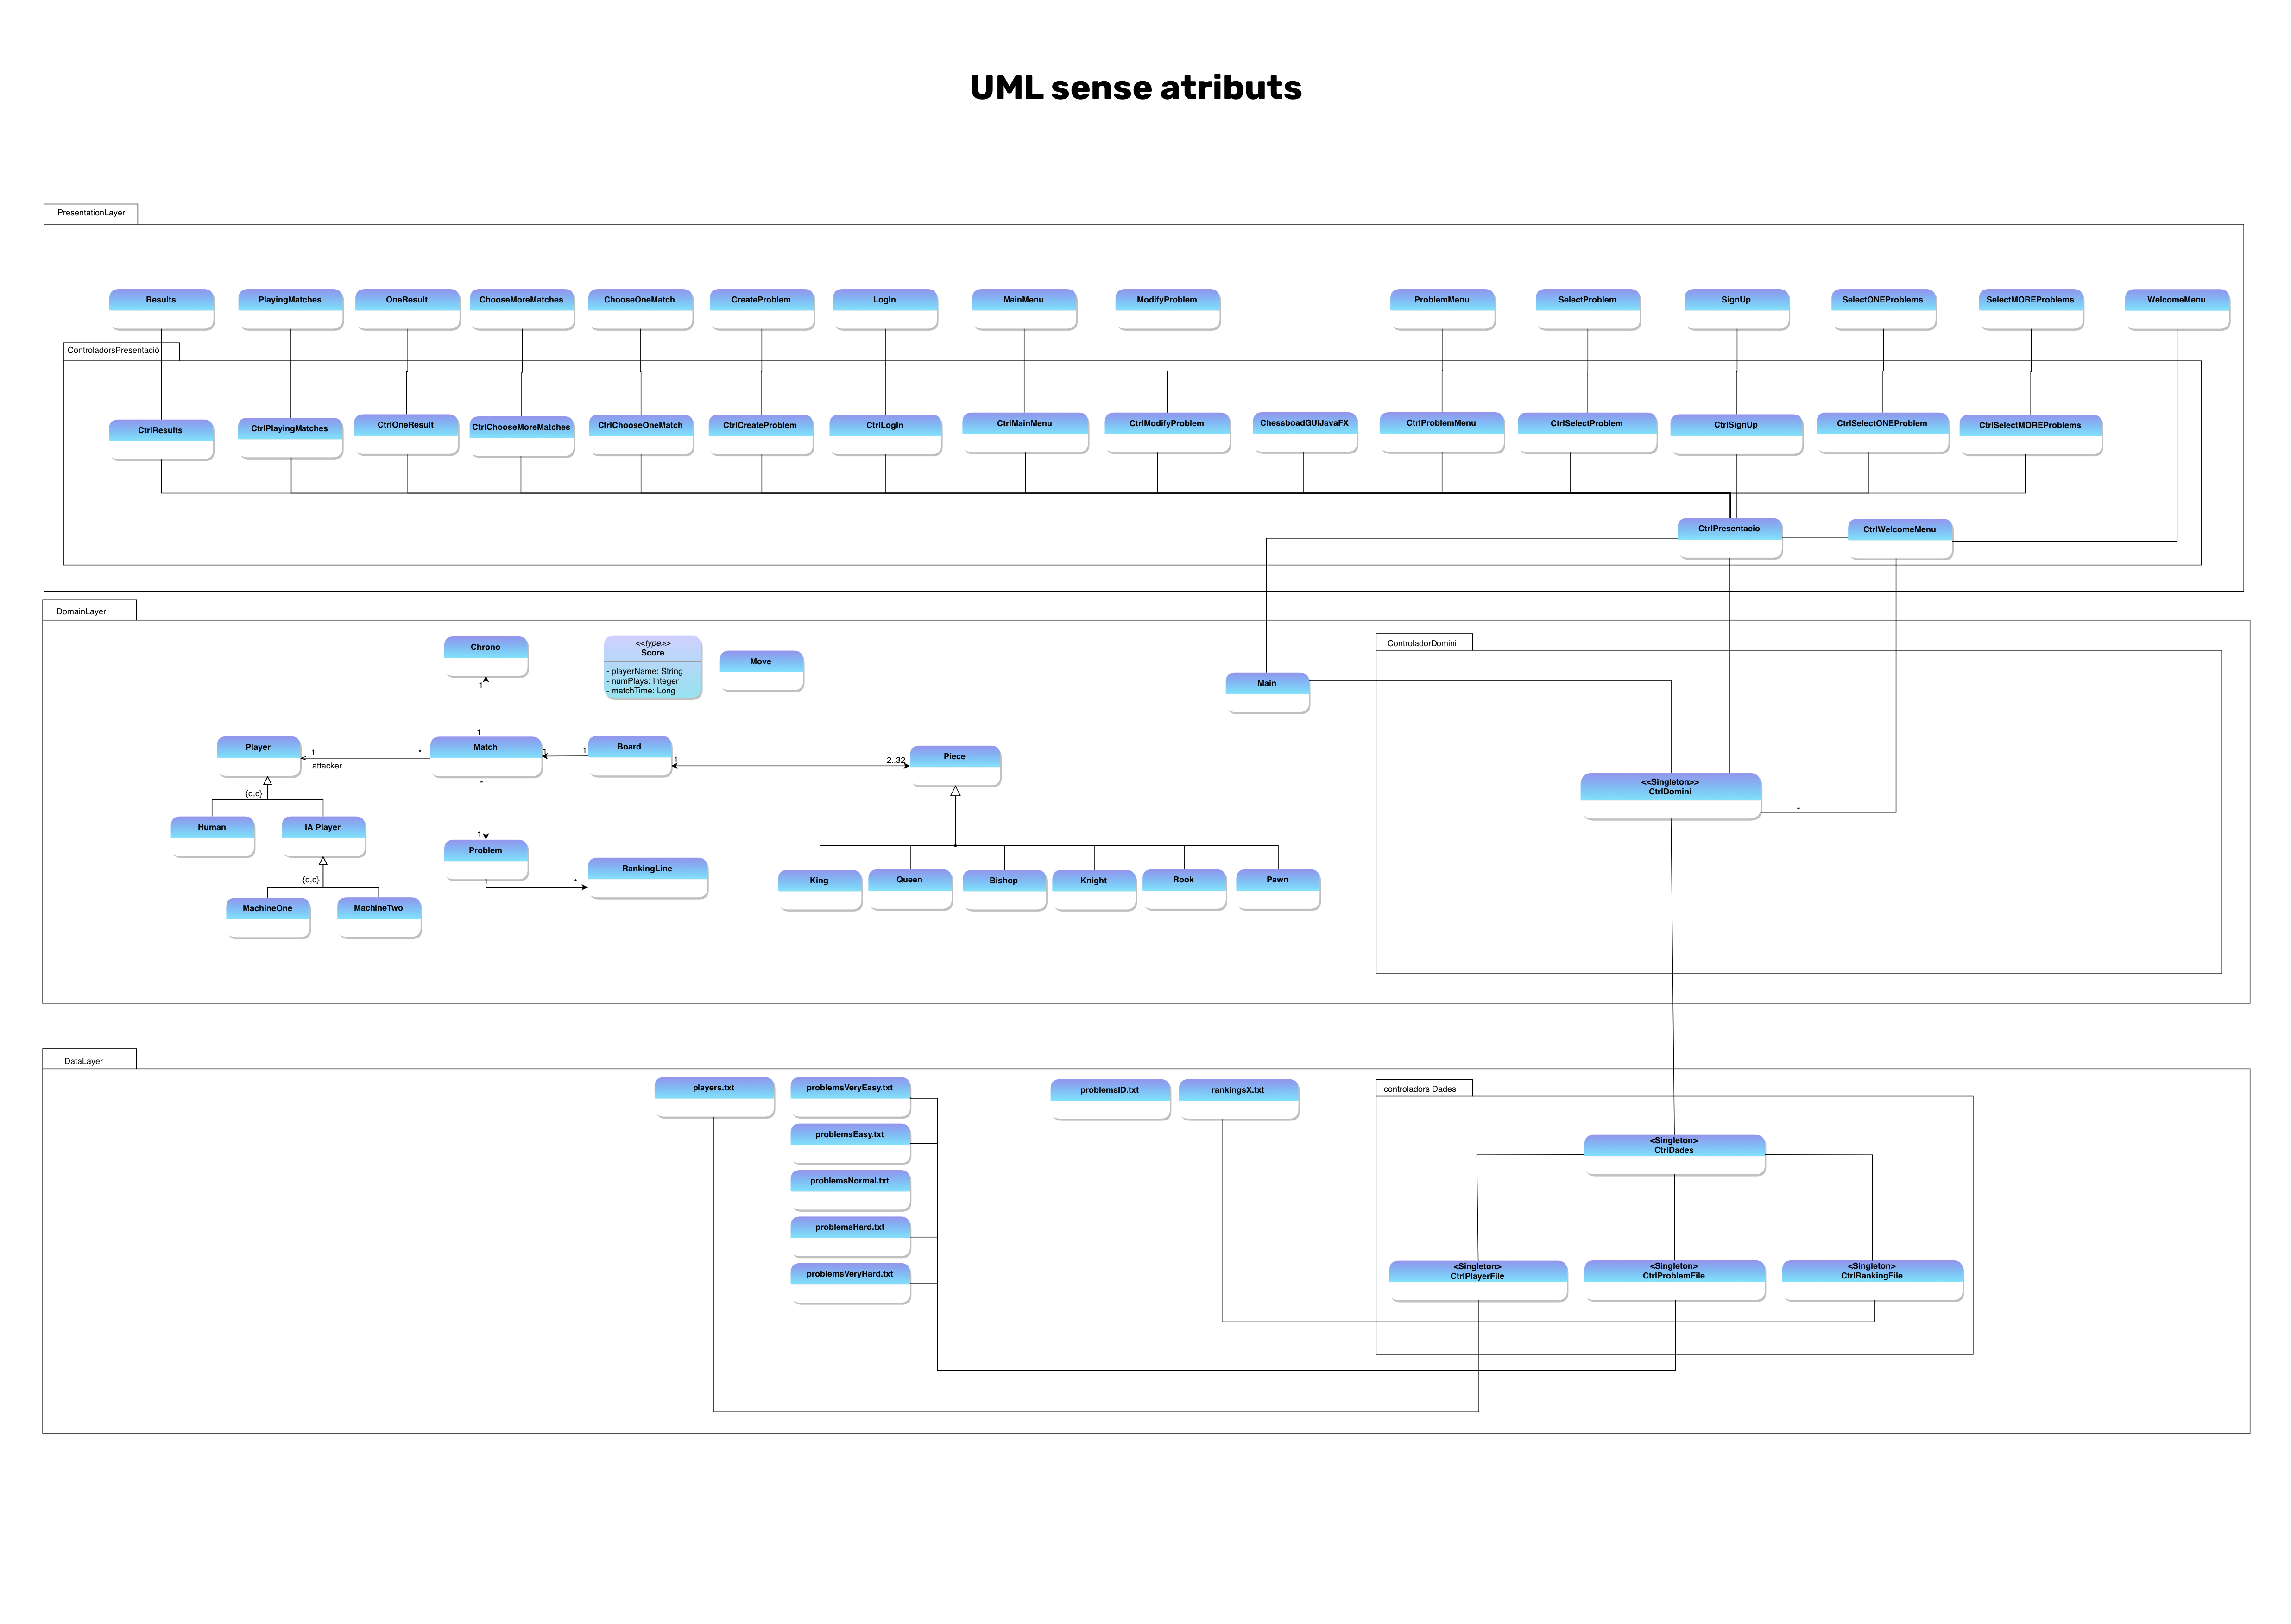 UML sense atributs
PresentationLayer
Results
PlayingMatches
OneResult
ChooseMoreMatches
ChooseOneMatch
CreateProblem
LogIn
MainMenu
ModifyProblem
ProblemMenu
SelectProblem
SignUp
SelectONEProblems
SelectMOREProblems
WelcomeMenu
ControladorsPresentació
CtrlResults
CtrlPlayingMatches
CtrlOneResult
CtrlChooseMoreMatches
CtrlChooseOneMatch
CtrlCreateProblem
CtrlLogIn
CtrlMainMenu
CtrlModifyProblem
ChessboadGUIJavaFX
CtrlProblemMenu
CtrlSelectProblem
CtrlSignUp
CtrlSelectONEProblem
CtrlSelectMOREProblems
CtrlPresentacio
CtrlWelcomeMenu
DomainLayer
Chrono
1
1
<<type>>
Score
- playerName: String
- numPlays: Integer
- matchTime: Long
Move
Main
ControladorDomini
Player
1
*
attacker
Match
1
1
Board
1
2..32
Piece
{d,c}
Human
IA Player
{d,c}
MachineOne
MachineTwo
*
1
Problem
1
*
RankingLine
King
Queen
Bishop
Knight
Rook
Pawn
<<Singleton>>
CtrlDomini
-
DataLayer
players.txt
problemsVeryEasy.txt
problemsEasy.txt
problemsNormal.txt
problemsHard.txt
problemsVeryHard.txt
problemsID.txt
rankingsX.txt
controladors Dades
<Singleton>
CtrlDades
<Singleton>
CtrlPlayerFile
<Singleton>
CtrlProblemFile
<Singleton>
CtrlRankingFile